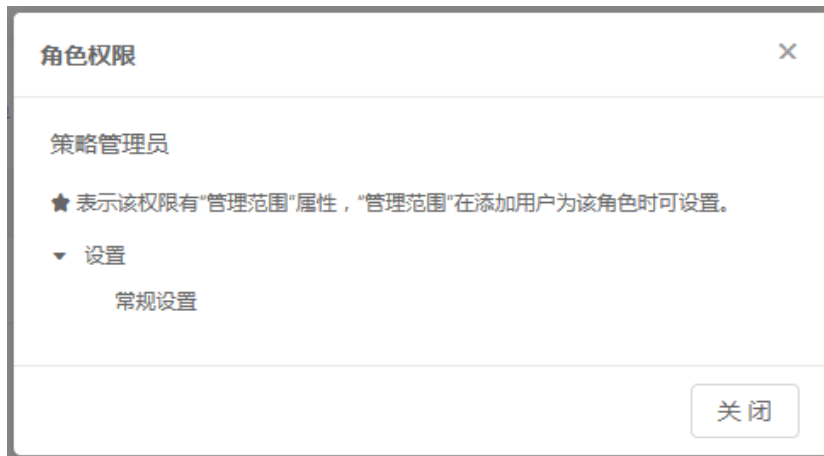 角色权限
策略管理员
表示该权限有"管理范围"属性，"管理范围"在添加用户为该角色时可设置。
设置
常规设置
关 闭